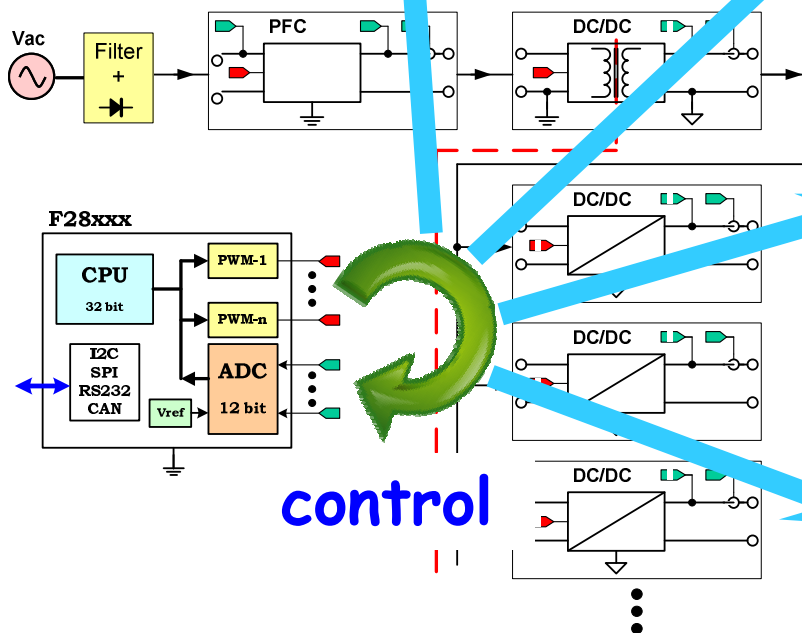 Vac
Filter
+
PFC
DC/DC
F28xxx
CPU
32 bit
PWM-1
PWM-n
I2C
SPI
RS232
CAN
Vref
ADC
12 bit
DC/DC
DC/DC
DC/DC
control